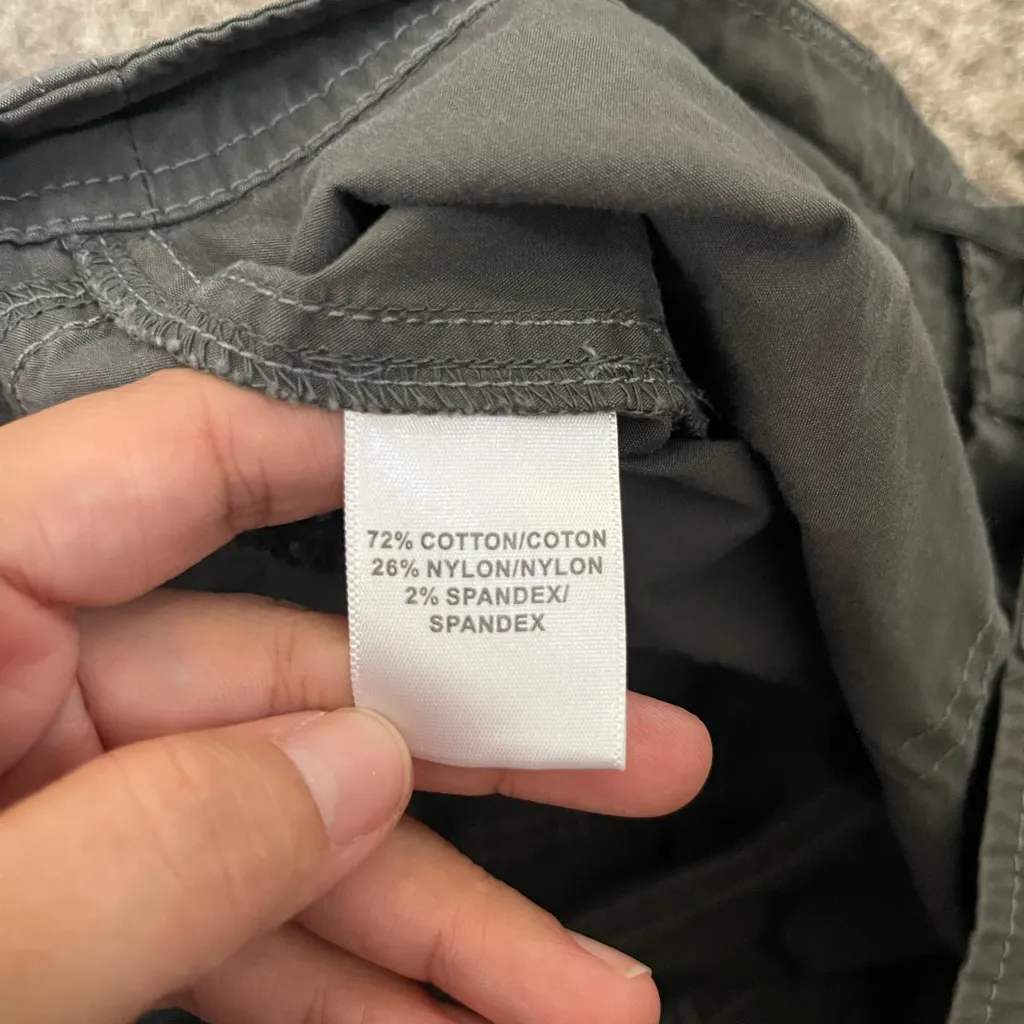 72% COTTON/COTON
26% NYLON/NYLON
2% SPANDEX/
SPANDEX